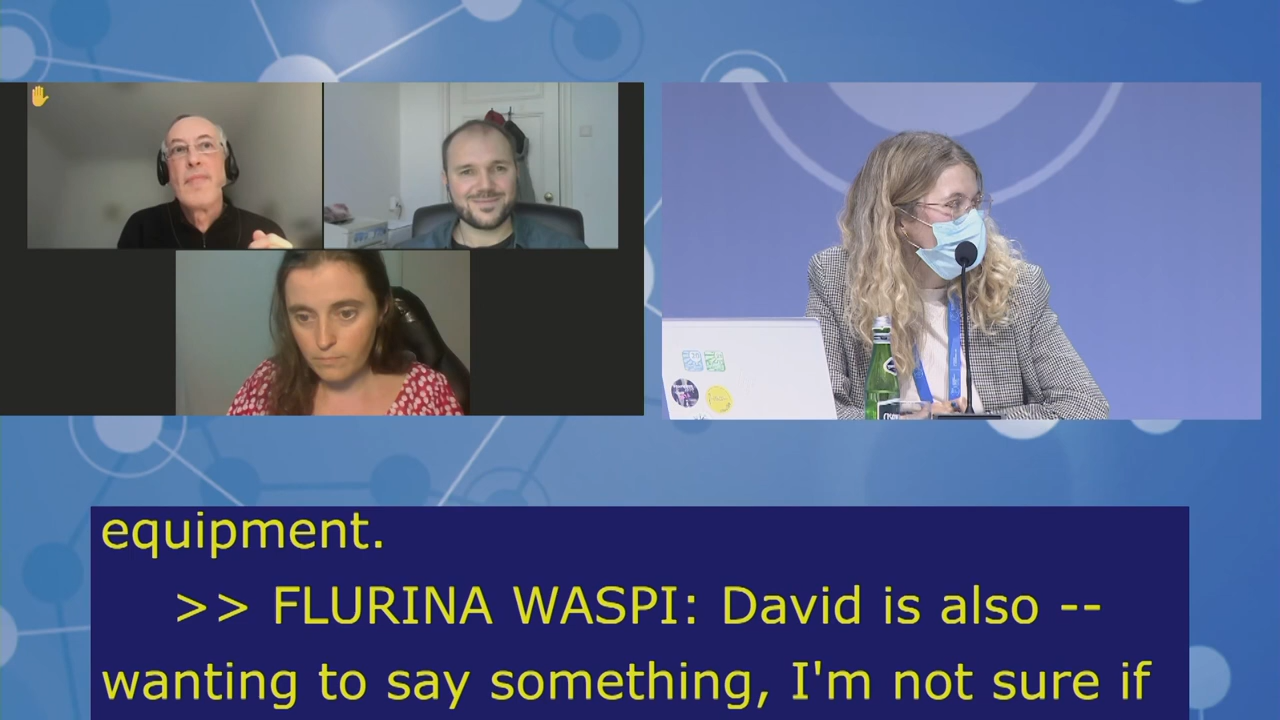 equipment.
>> FLURINA WASPI: David is also --
wanting to say something, I'm not sure if